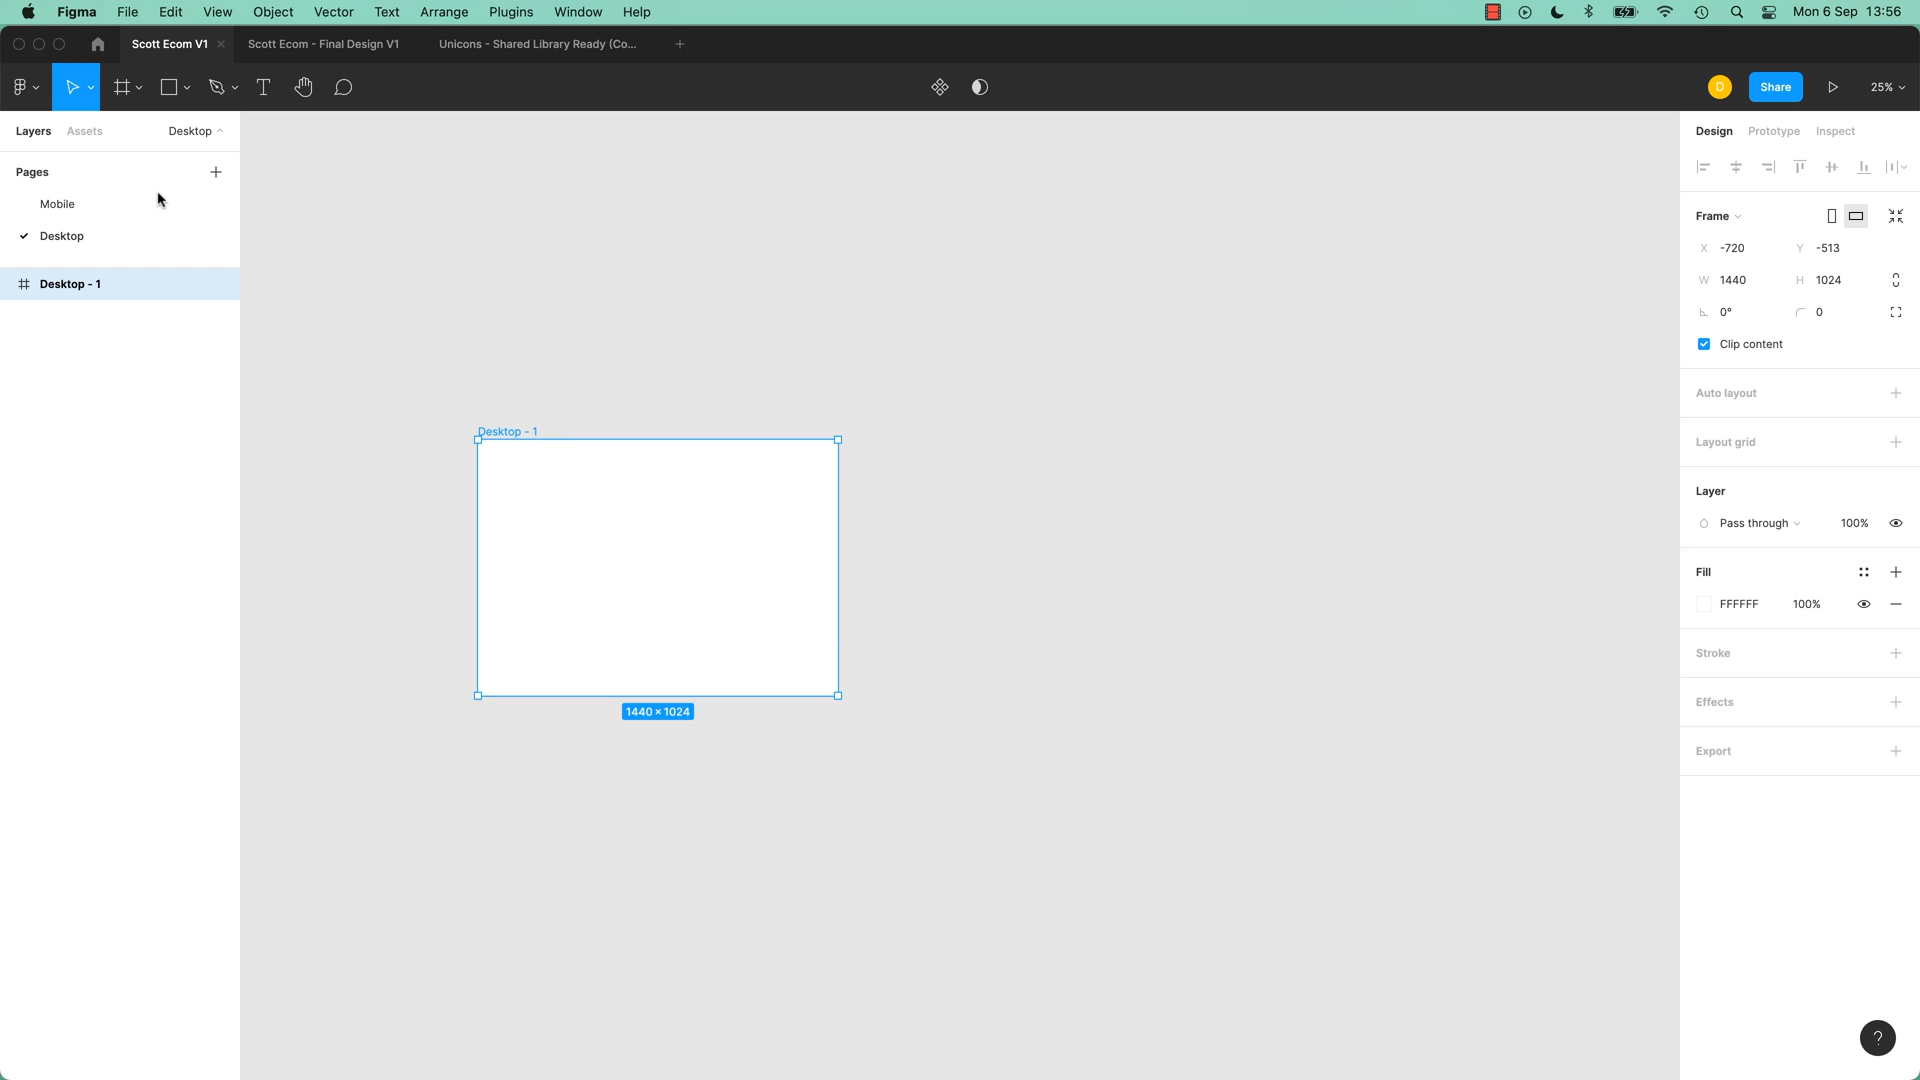 Figma File Edit View Object Vector Text Arrange Plugins Window Help Mon 6 Sep 13:56
Scott Ecom V1 Scott Ecom - Final Design V1 Unicons - Shared Library Ready (Co...
D Share 25%
Layers Assets Desktop
Pages
Mobile
Desktop
Desktop - 1
Desktop - 1
1440 × 1024
Design Prototype Inspect
Frame
X -720 Y -513
W 1440 H 1024
0° 0
Clip content
Auto layout
Layout grid
Layer
Pass through 100%
Fill
FFFFFF 100%
Stroke
Effects
Export
?